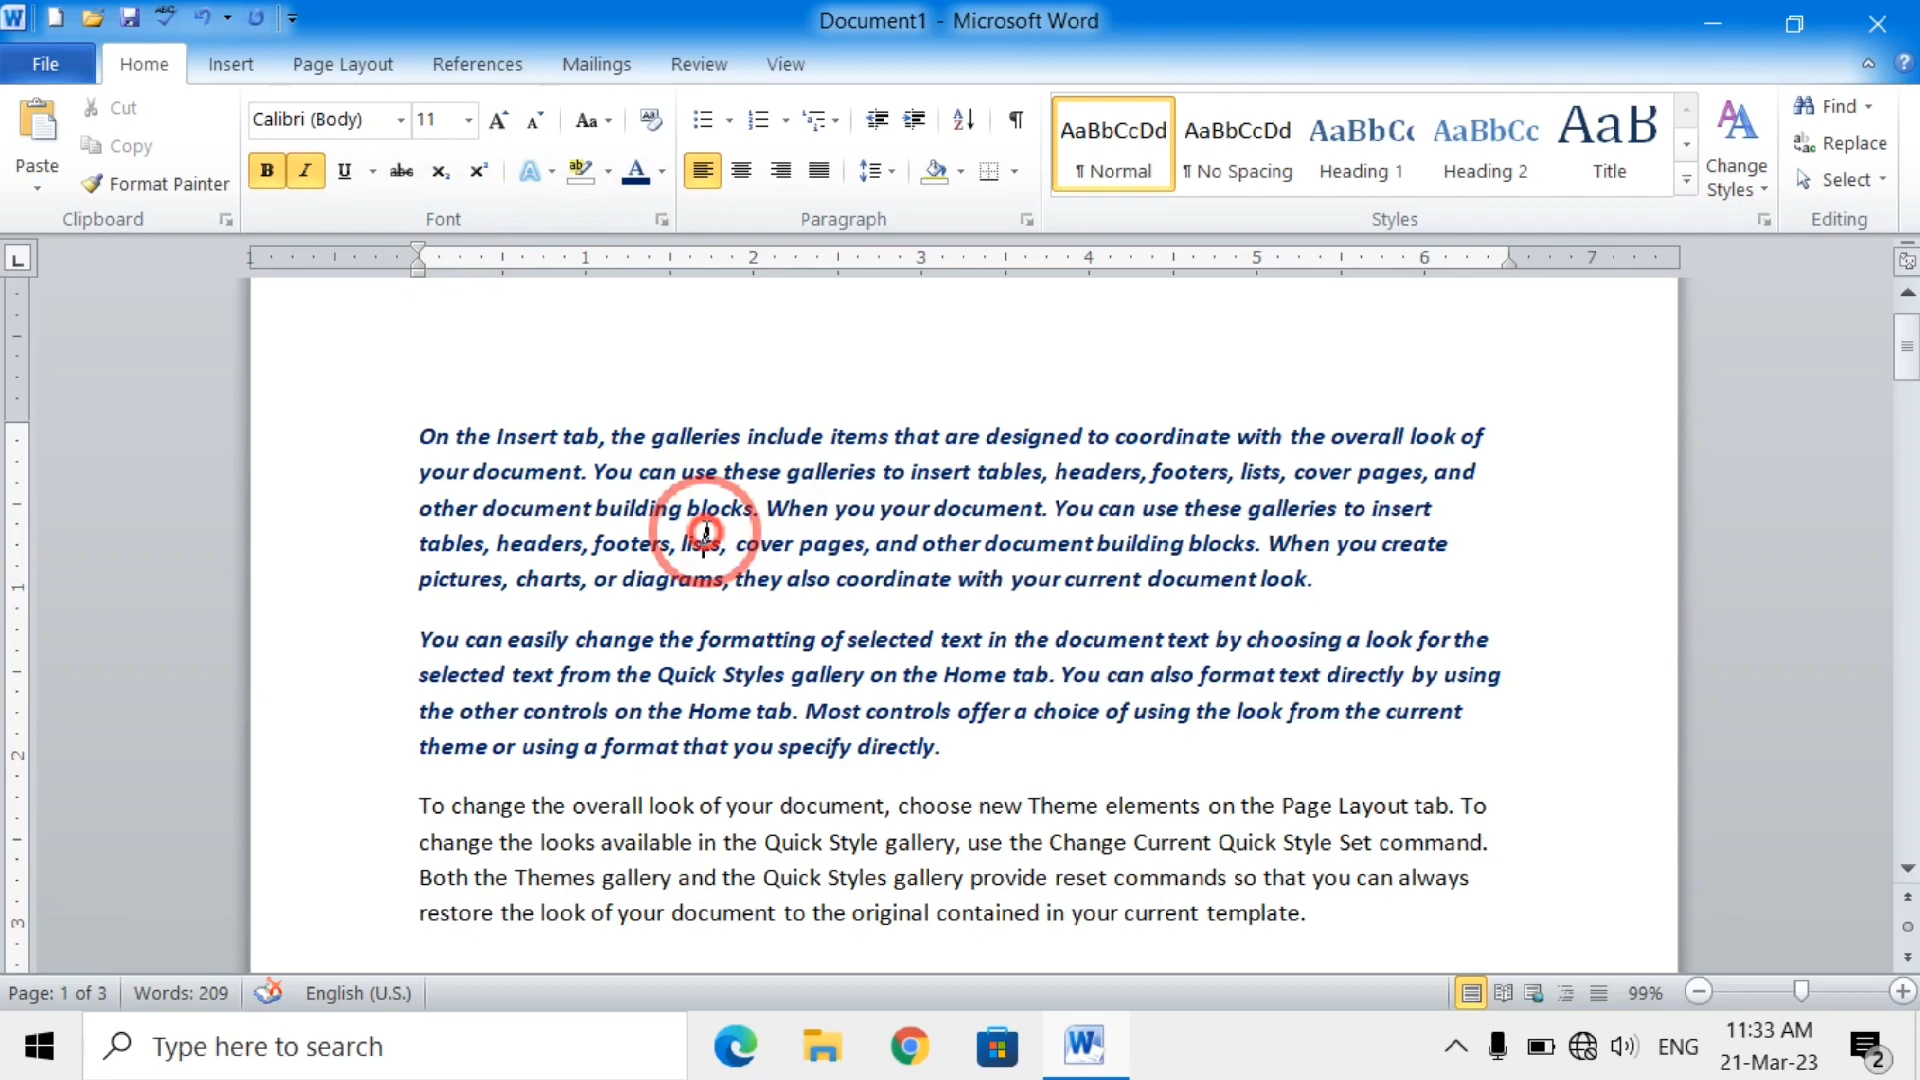 Document1 - Microsoft Word
File Home Insert Page Layout References Mailings Review View
Paste
Cut
Copy
Format Painter
Clipboard
Calibri (Body) 11
Font
Paragraph
AaBbCcDd AaBbCcDd AaBbCc AaBbCc AaB
¶ Normal ¶ No Spacing Heading 1 Heading 2 Title
Change
Styles
Styles
Find
Replace
Select
Editing
1 1 2 3 4 5 6 7
On the Insert tab, the galleries include items that are designed to coordinate with the overall look of
your document. You can use these galleries to insert tables, headers, footers, lists, cover pages, and
other document building blocks. When you your document. You can use these galleries to insert
tables, headers, footers, lists, cover pages, and other document building blocks. When you create
pictures, charts, or diagrams, they also coordinate with your current document look.
You can easily change the formatting of selected text in the document text by choosing a look for the
selected text from the Quick Styles gallery on the Home tab. You can also format text directly by using
the other controls on the Home tab. Most controls offer a choice of using the look from the current
theme or using a format that you specify directly.
To change the overall look of your document, choose new Theme elements on the Page Layout tab. To
change the looks available in the Quick Style gallery, use the Change Current Quick Style Set command.
Both the Themes gallery and the Quick Styles gallery provide reset commands so that you can always
restore the look of your document to the original contained in your current template.
1
2
3
Page: 1 of 3 Words: 209 English (U.S.) 99%
Type here to search
ENG
11:33 AM
21-Mar-23
2